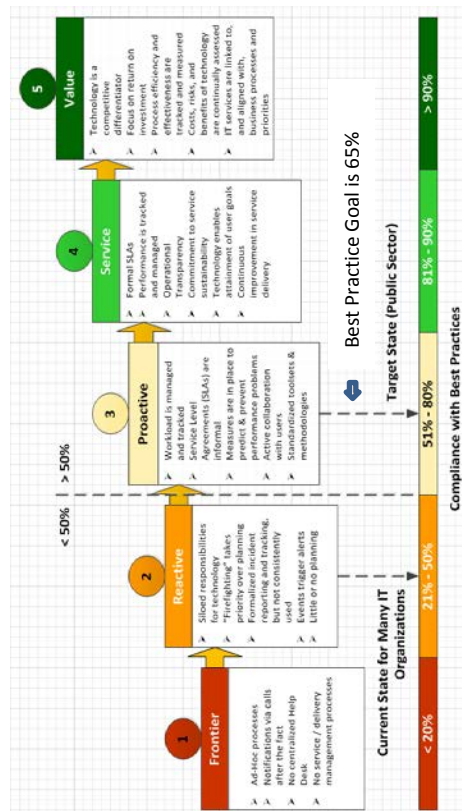 1
Frontier
Ad-Hoc processes
Notifications via calls
after the fact
No centralized Help
Desk
No service / delivery
management processes
2
Reactive
Siloed responsibilities
for technology
"Firefighting" takes
priority over planning
Formalized incident
reporting and tracking,
but not consistently
used
Events trigger alerts
Little or no planning
< 50%
> 50%
3
Proactive
Workload is managed
and tracked
Service Level
Agreements (SLAs) are
informal
Measures are in place to
predict & prevent
performance problems
Active collaboration
with users
Standardized toolsets &
methodologies
4
Service
Formal SLAs
Performance is tracked
and managed
Operational
Transparency
Commitment to service
sustainability
Technology enables
attainment of user goals
Continuous
improvement in service
delivery
5
Value
Technology is a
competitive
differentiator
Focus on return on
investment
Process efficiency and
effectiveness are
tracked and measured
Costs, risks, and
benefits of technology
are continually assessed
IT services are linked to,
and aligned with,
business processes and
priorities
Best Practice Goal is 65%
Current State for Many IT
Organizations
Target State (Public Sector)
< 20%
21% - 50%
51% - 80%
81% - 90%
> 90%
Compliance with Best Practices